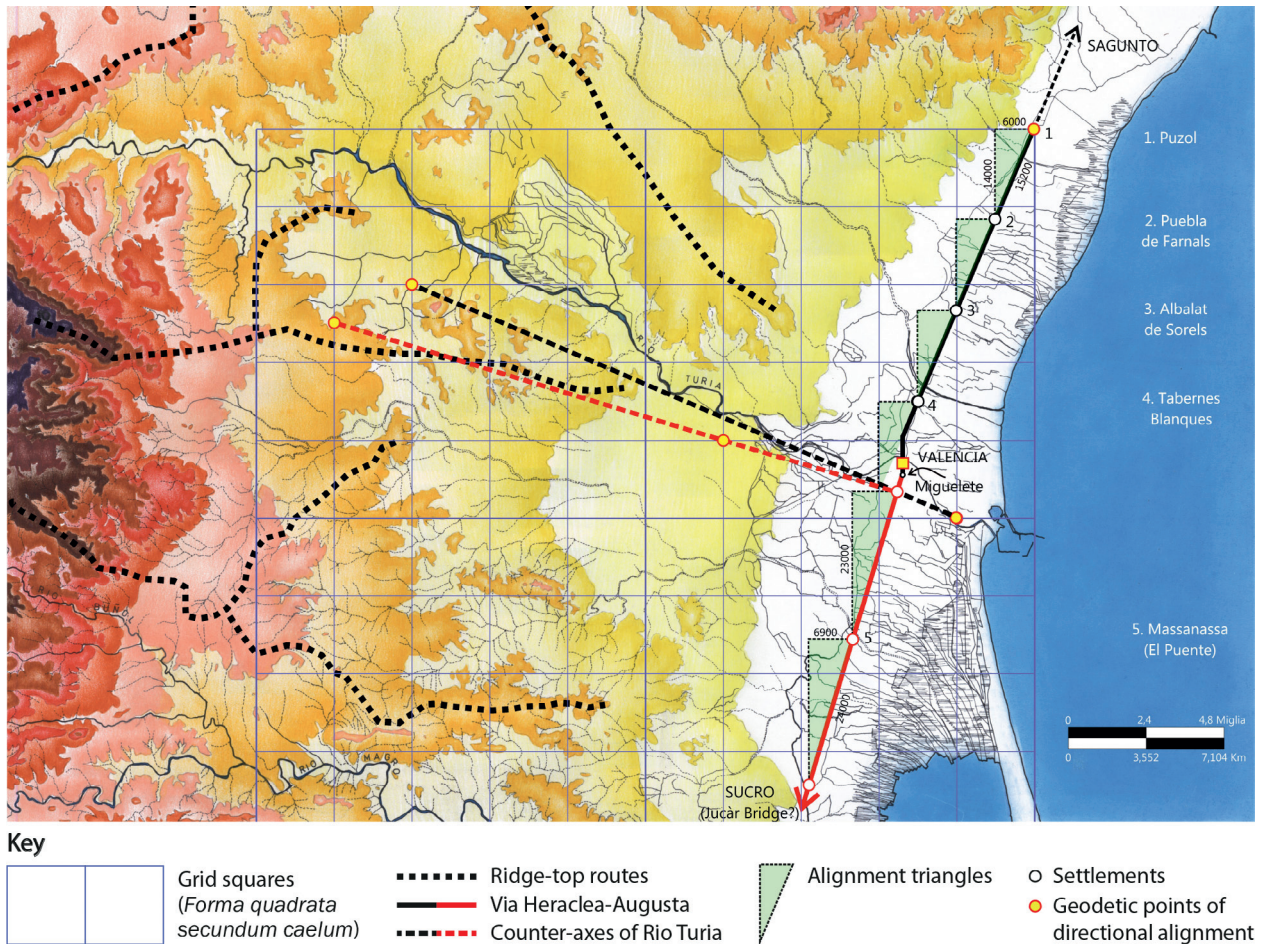 SAGUNTO
6000
1
1. Puzol
14000
15200
2
2. Puebla
de Farnals
3
3. Albalat
de Sorels
RIO
TURIA
4
4. Tabernes
Blanques
VALENCIA
Miguelete
23000
6900
5
5. Massanassa
(El Puente)
24000
RIO
RIO
MAGRO
SUCRO
(Jucàr Bridge?)
0 2,4 4,8 Miglia
0 3,552 7,104 Km
Key
Grid squares
(Forma quadrata
secundum caelum)
Ridge-top routes
Via Heraclea-Augusta
Counter-axes of Rio Turia
Alignment triangles
Settlements
Geodetic points of
directional alignment